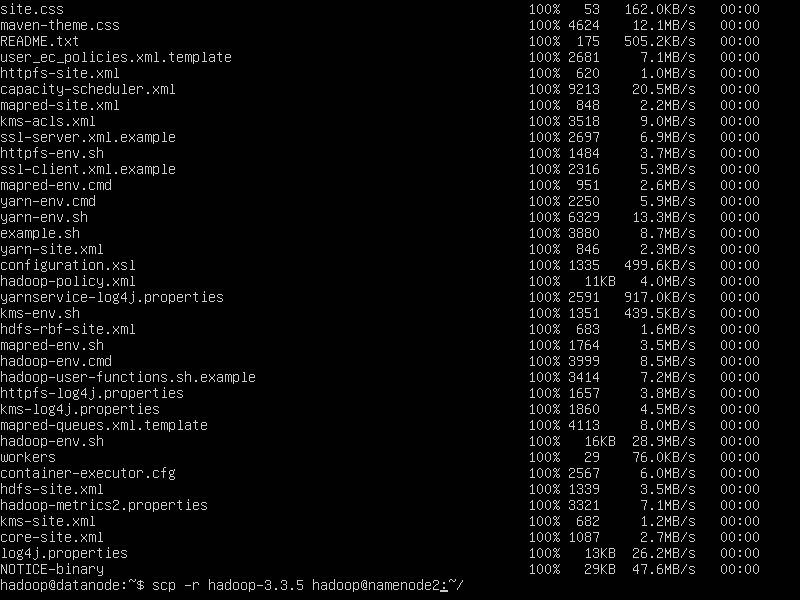 site.css 100% 53 162.0KB/s 00:00
maven-theme.css 100% 4624 12.1MB/s 00:00
README.txt 100% 175 505.2KB/s 00:00
user_ec_policies.xml.template 100% 2681 7.1MB/s 00:00
httpfs-site.xml 100% 620 1.0MB/s 00:00
capacity-scheduler.xml 100% 9213 20.5MB/s 00:00
mapred-site.xml 100% 848 2.2MB/s 00:00
kms-acls.xml 100% 3518 9.0MB/s 00:00
ssl-server.xml.example 100% 2697 6.9MB/s 00:00
httpfs-env.sh 100% 1484 3.7MB/s 00:00
ssl-client.xml.example 100% 2316 5.3MB/s 00:00
mapred-env.cmd 100% 951 2.6MB/s 00:00
yarn-env.cmd 100% 2250 5.9MB/s 00:00
yarn-env.sh 100% 6329 13.3MB/s 00:00
example.sh 100% 3880 8.7MB/s 00:00
yarn-site.xml 100% 846 2.3MB/s 00:00
configuration.xsl 100% 1335 499.6KB/s 00:00
hadoop-policy.xml 100% 11KB 4.0MB/s 00:00
yarnservice-log4j.properties 100% 2591 917.0KB/s 00:00
kms-env.sh 100% 1351 439.5KB/s 00:00
hdfs-rbf-site.xml 100% 683 1.6MB/s 00:00
mapred-env.sh 100% 1764 3.5MB/s 00:00
hadoop-env.cmd 100% 3999 8.5MB/s 00:00
hadoop-user-functions.sh.example 100% 3414 7.2MB/s 00:00
httpfs-log4j.properties 100% 1657 3.8MB/s 00:00
kms-log4j.properties 100% 1860 4.5MB/s 00:00
mapred-queues.xml.template 100% 4113 8.0MB/s 00:00
hadoop-env.sh 100% 16KB 28.9MB/s 00:00
workers 100% 29 76.0KB/s 00:00
container-executor.cfg 100% 2567 6.0MB/s 00:00
hdfs-site.xml 100% 1339 3.5MB/s 00:00
hadoop-metrics2.properties 100% 3321 7.1MB/s 00:00
kms-site.xml 100% 682 1.2MB/s 00:00
core-site.xml 100% 1087 2.7MB/s 00:00
log4j.properties 100% 13KB 26.2MB/s 00:00
NOTICE-binary 100% 29KB 47.6MB/s 00:00
hadoop@datanode:~$ scp -r hadoop-3.3.5 hadoop@namenode2:~/